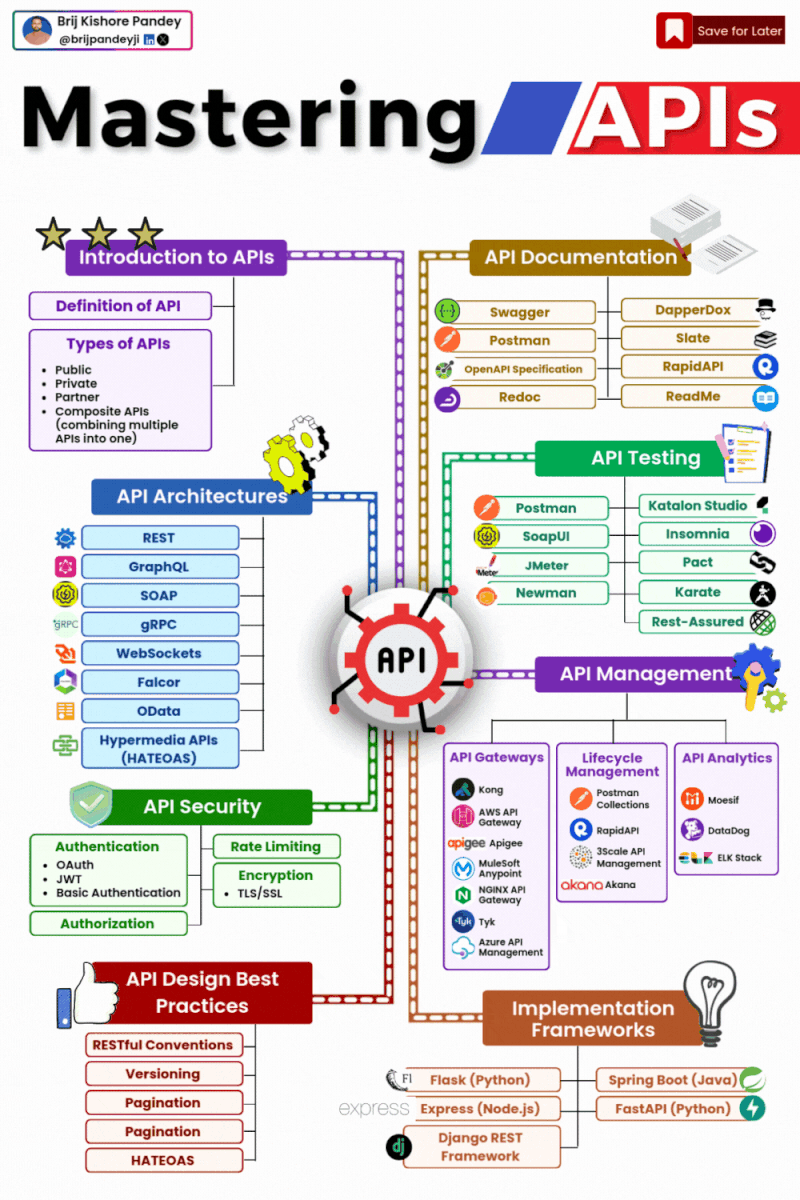 Brij Kishore Pandey
@brijpandeyji in X
Save for Later
Mastering APIs
Introduction to APIs
Definition of API
Types of APIs
• Public
• Private
• Partner
• Composite APIs
(combining multiple
APIs into one)
API Architectures
REST
GraphQL
SOAP
gRPC
gRPC
WebSockets
Falcor
OData
Hypermedia APIs
(HATEOAS)
API Security
Authentication
• OAuth
• JWT
• Basic Authentication
Authorization
Rate Limiting
Encryption
• TLS/SSL
API Design Best
Practices
RESTful Conventions
Versioning
Pagination
Pagination
HATEOAS
API
API Documentation
Swagger
Postman
OpenAPI Specification
Redoc
DapperDox
Slate
RapidAPI
ReadMe
API Testing
Postman
SoapUI
Meter
JMeter
Newman
Katalon Studio
Insomnia
Pact
Karate
Rest-Assured
API Management
API Gateways
Kong
AWS API
Gateway
apigee Apigee
MuleSoft
Anypoint
NGINX API
Gateway
Tyk Tyk
Azure API
Management
Lifecycle
Management
Postman
Collections
RapidAPI
3Scale API
Management
akana Akana
API Analytics
Moesif
DataDog
ELK ELK Stack
Implementation
Frameworks
Fl Flask (Python)
express Express (Node.js)
dj Django REST
Framework
Spring Boot (Java)
FastAPI (Python)